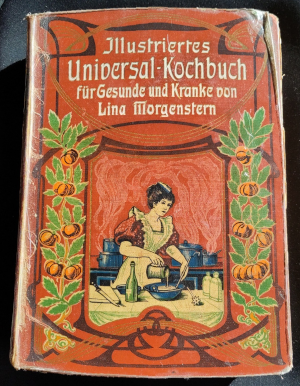 Illustriertes
Universal-Kochbuch
für Gesunde und Kranke von
Lina Morgenstern